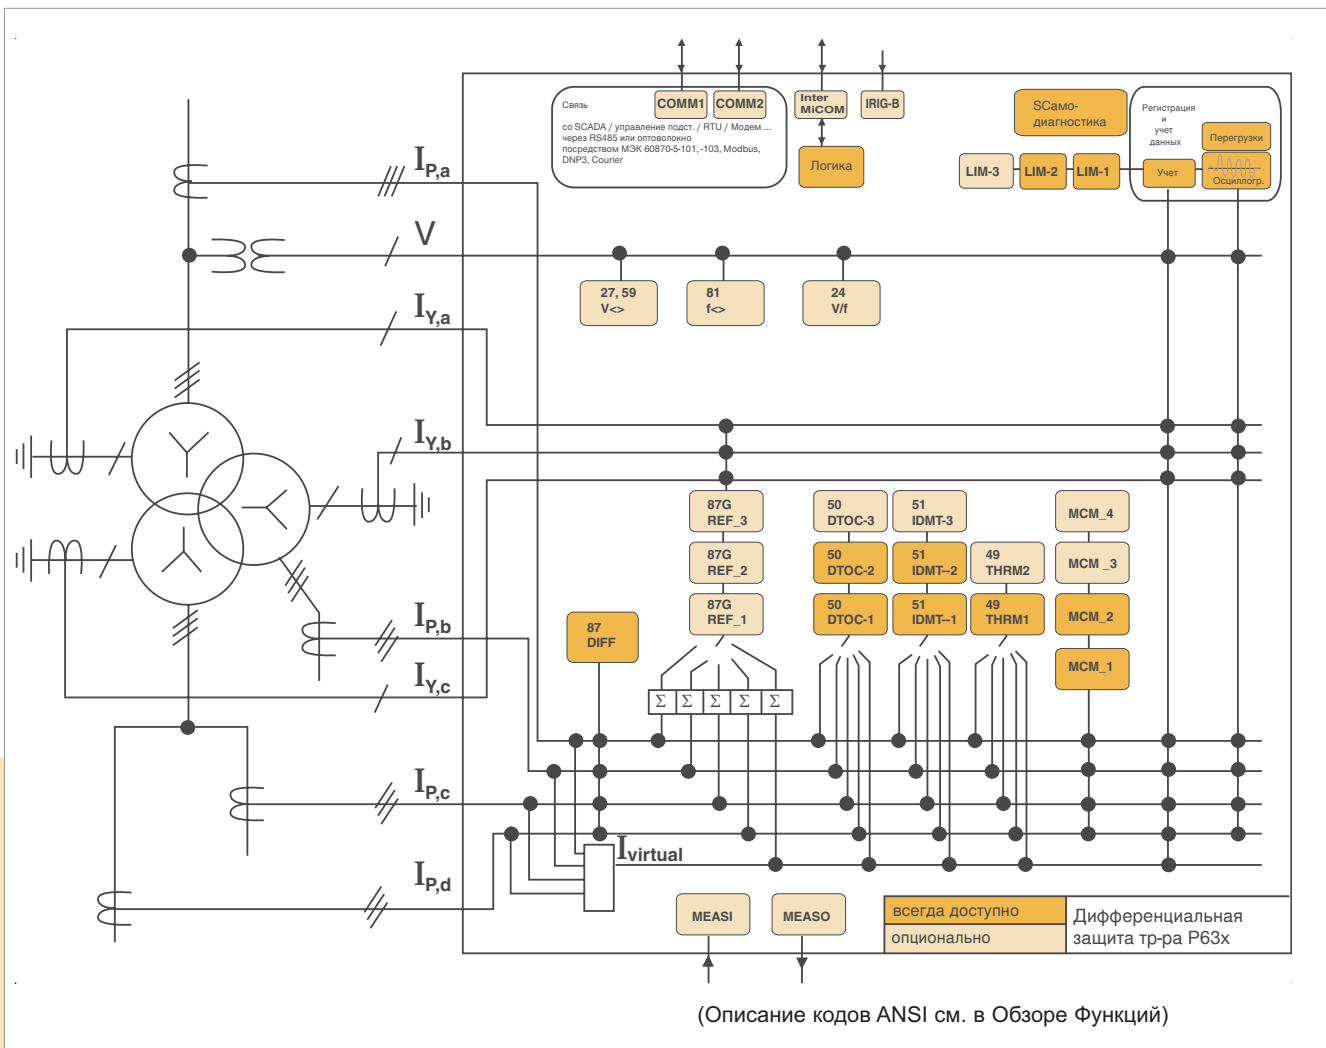 Связь
COMM1
COMM2
со SCADA / управление подст. / RTU / Модем ...
через RS485 или оптоволокно
посредством МЭК 60870-5-101, -103, Modbus,
DNP3, Courier
Inter
MiCOM
IRIG-B
Логика
SСамо-
диагностика
Регистрация
и
учет
данных
Перегрузки
Осциллогр.
Учет
LIM-3
LIM-2
LIM-1
IP,a
V
27, 59
V<>
81
f<>
24
V/f
IY,a
IY,b
87G
REF_3
50
DTOC-3
51
IDMT-3
MCM_4
87G
REF_2
50
DTOC-2
51
IDMT--2
49
THRM2
MCM _3
87G
REF_1
50
DTOC-1
51
IDMT--1
49
THRM1
MCM_2
IP,b
87
DIFF
MCM_1
IY,c
Σ Σ Σ Σ Σ
IP,c
Ivirtual
IP,d
MEASI
MEASO
всегда доступно
опционально
Дифференциальная
защита тр-ра P63x
(Описание кодов ANSI см. в Обзоре Функций)